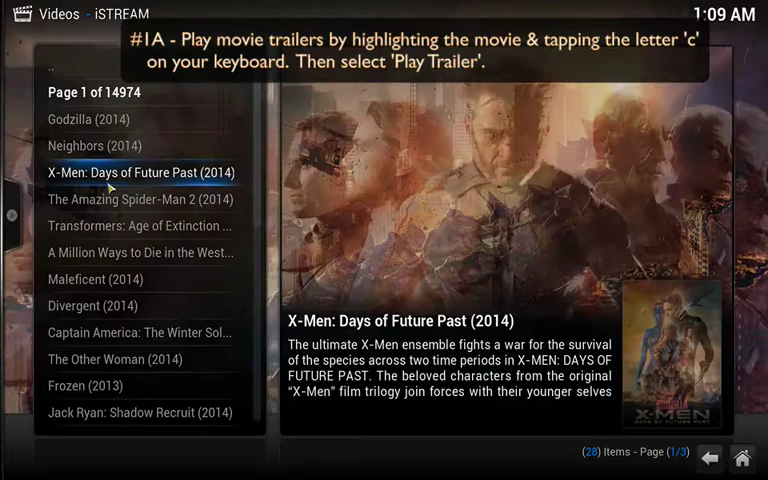 Videos - iSTREAM
1:09 AM
#1A - Play movie trailers by highlighting the movie & tapping the letter 'c'
on your keyboard. Then select 'Play Trailer'.
..
Page 1 of 14974
Godzilla (2014)
Neighbors (2014)
X-Men: Days of Future Past (2014)
The Amazing Spider-Man 2 (2014)
Transformers: Age of Extinction ...
A Million Ways to Die in the West...
Maleficent (2014)
Divergent (2014)
Captain America: The Winter Sol...
The Other Woman (2014)
Frozen (2013)
Jack Ryan: Shadow Recruit (2014)
X-Men: Days of Future Past (2014)
The ultimate X-Men ensemble fights a war for the survival
of the species across two time periods in X-MEN: DAYS OF
FUTURE PAST. The beloved characters from the original
“X-Men” film trilogy join forces with their younger selves
X-MEN
DAYS OF FUTURE PAST
(28) Items - Page (1/3)